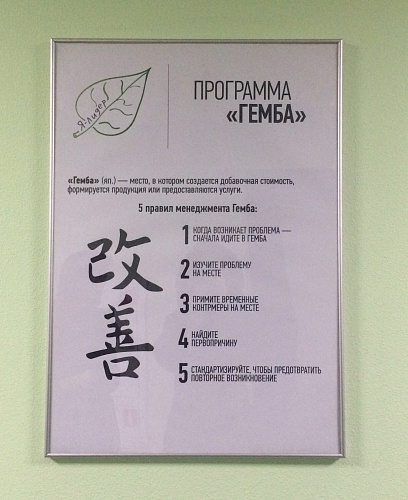 Я-лидер
ПРОГРАММА
«ГЕМБА»
«Гемба» (яп.) — место, в котором создается добавочная стоимость,
формируется продукция или предоставляются услуги.
5 правил менеджмента Гемба:
改善
1 КОГДА ВОЗНИКАЕТ ПРОБЛЕМА —
СНАЧАЛА ИДИТЕ В ГЕМБА
2 ИЗУЧИТЕ ПРОБЛЕМУ
НА МЕСТЕ
3 ПРИМИТЕ ВРЕМЕННЫЕ
КОНТРМЕРЫ НА МЕСТЕ
4 НАЙДИТЕ
ПЕРВОПРИЧИНУ
5 СТАНДАРТИЗИРУЙТЕ, ЧТОБЫ ПРЕДОТВРАТИТЬ
ПОВТОРНОЕ ВОЗНИКНОВЕНИЕ